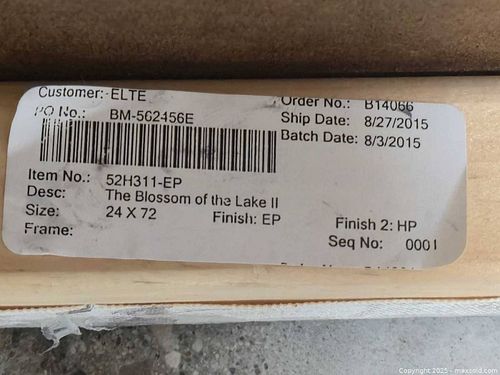 Customer: ELTE
Order No.: B14066
PO No.: BM-562456E
Ship Date: 8/27/2015
Batch Date: 8/3/2015
Item No.: 52H311-EP
Desc: The Blossom of the Lake II
Size: 24 X 72 Finish: EP Finish 2: HP
Frame: Seq No: 0001
Copyright 2025 - maxsold.com